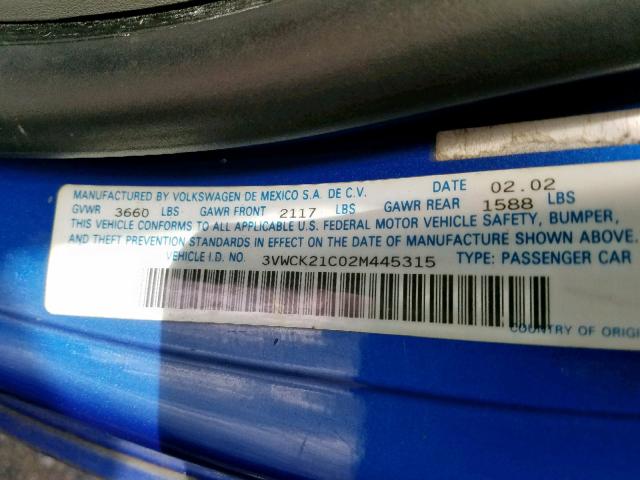 MANUFACTURED BY VOLKSWAGEN DE MEXICO S.A. DE C.V. DATE 02.02
GVWR 3660 LBS GAWR FRONT 2117 LBS GAWR REAR 1588 LBS
THIS VEHICLE CONFORMS TO ALL APPLICABLE U.S. FEDERAL MOTOR VEHICLE SAFETY, BUMPER,
AND THEFT PREVENTION STANDARDS IN EFFECT ON THE DATE OF MANUFACTURE SHOWN ABOVE.
VEHICLE I.D. NO. 3VWCK21C02M445315 TYPE: PASSENGER CAR
COUNTRY OF ORIGI